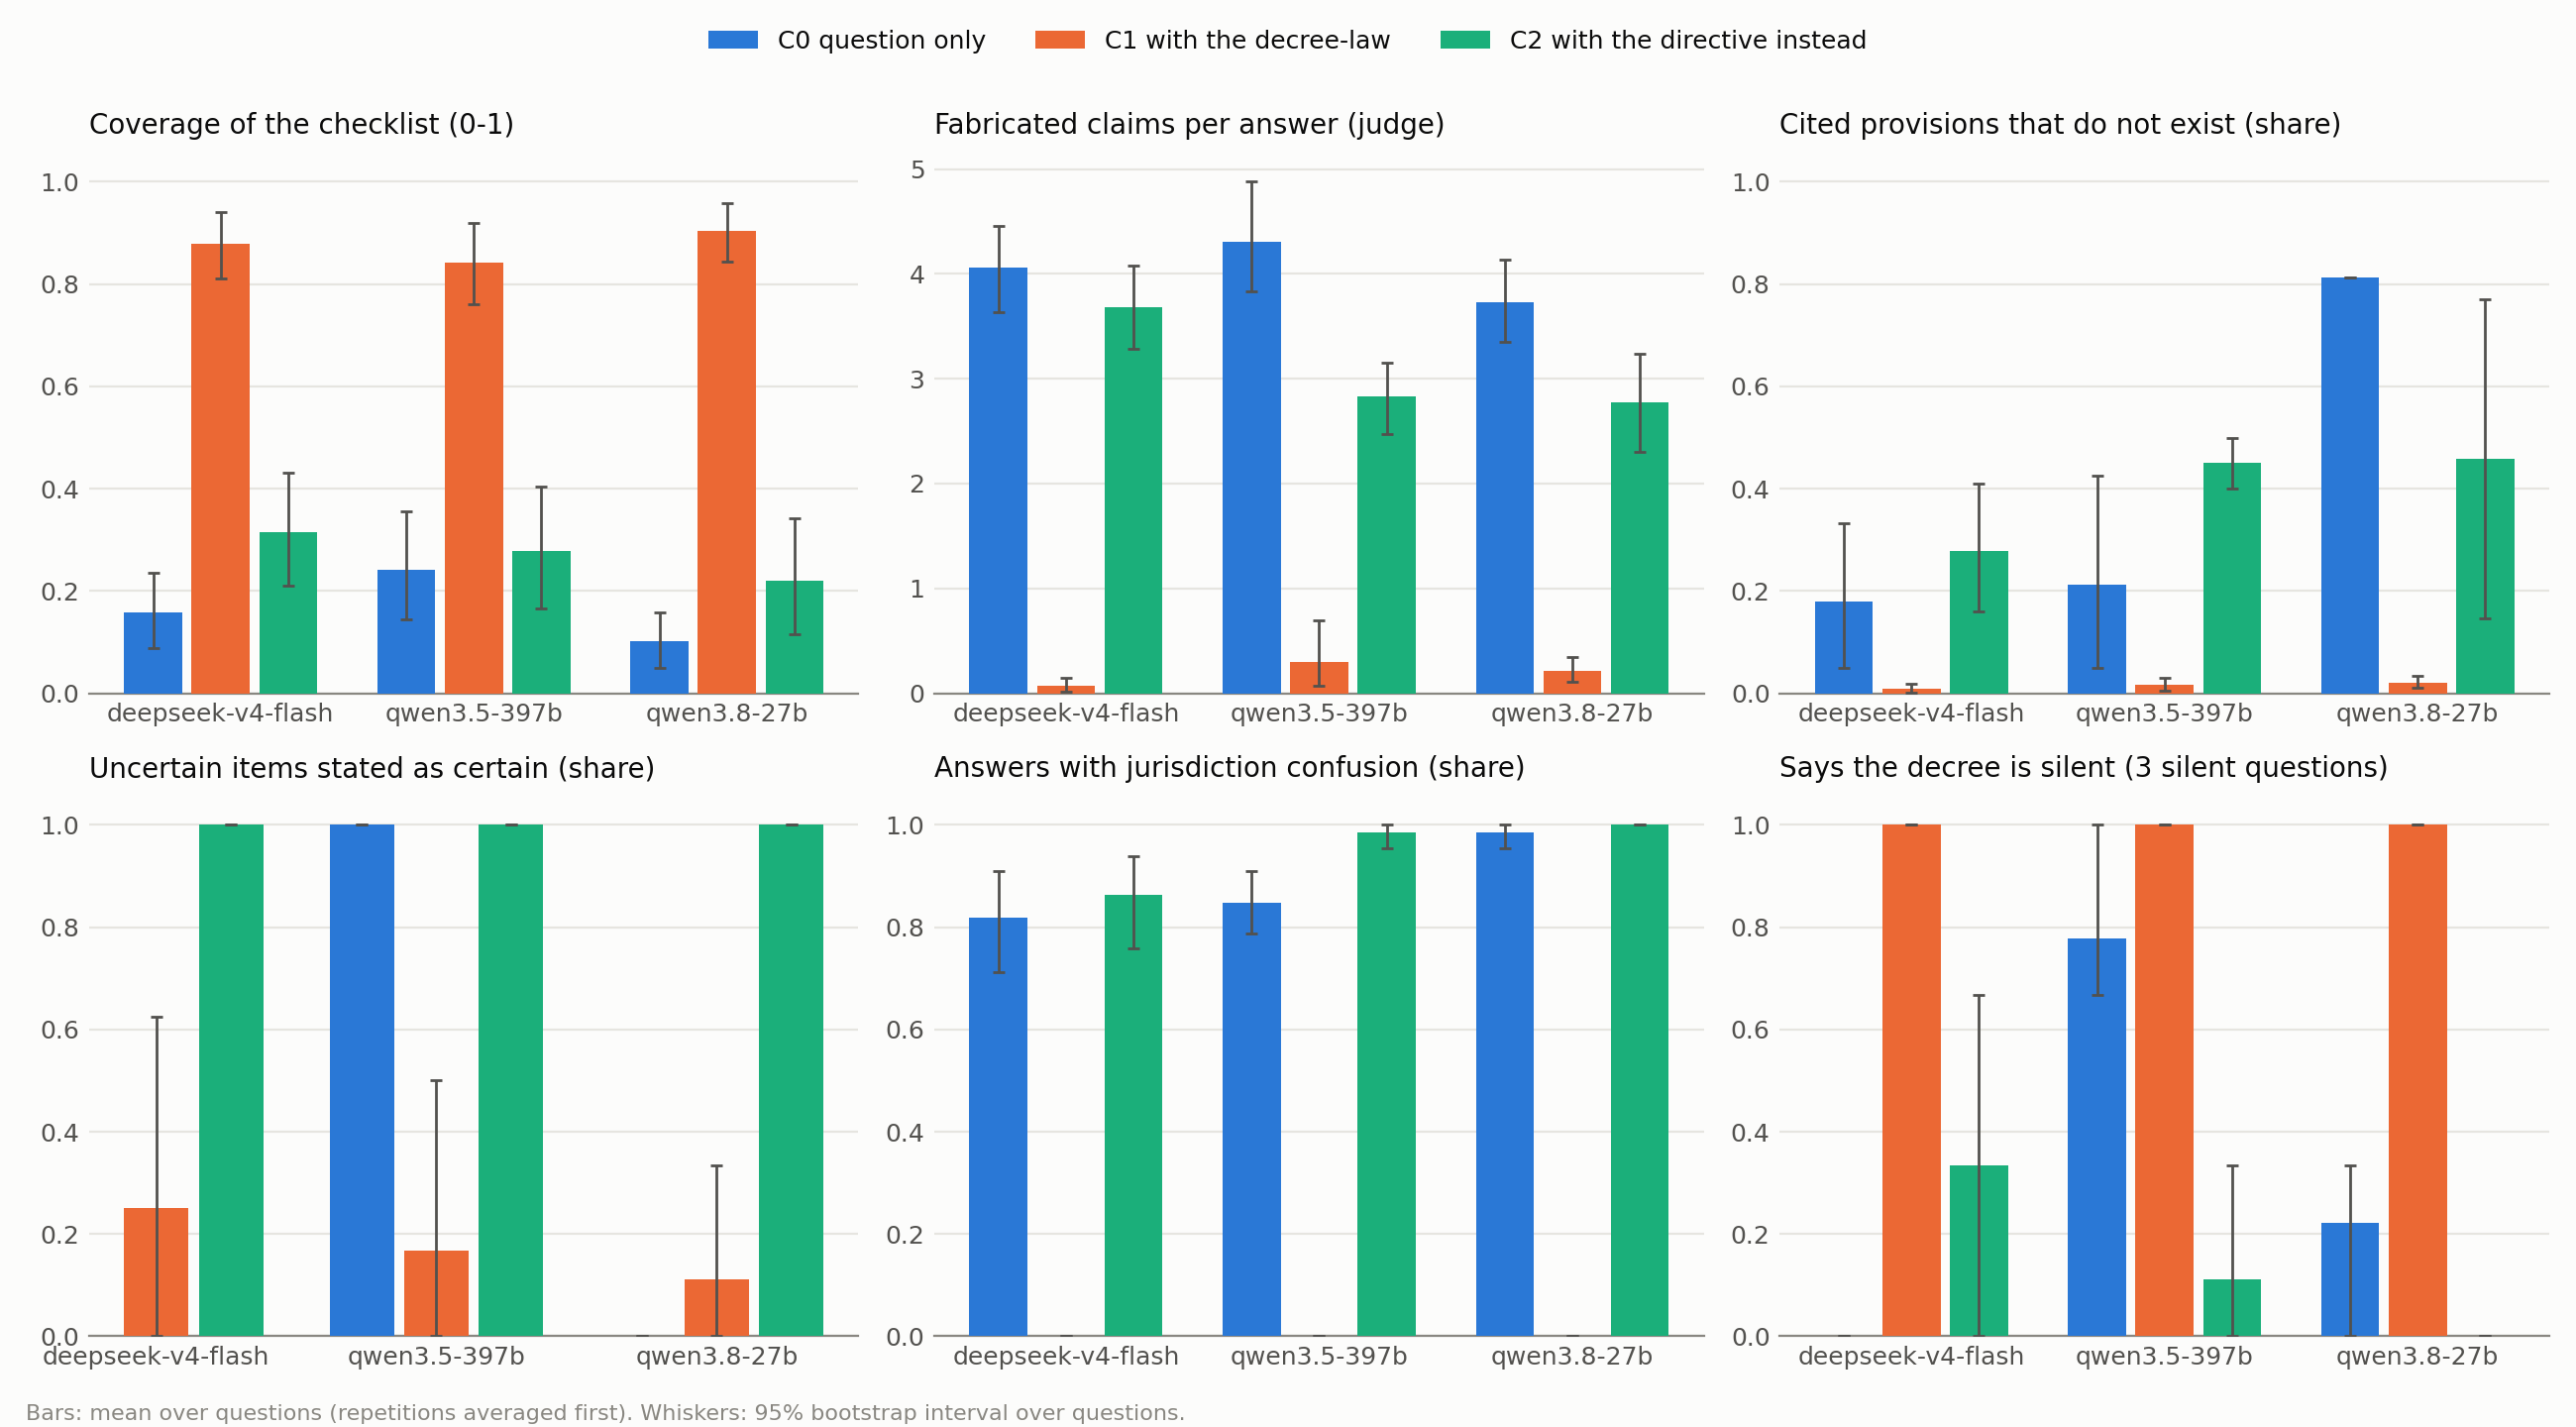 C0 question only C1 with the decree-law C2 with the directive instead
Coverage of the checklist (0-1)
1.0
0.8
0.6
0.4
0.2
0.0
deepseek-v4-flash qwen3.5-397b qwen3.8-27b
Fabricated claims per answer (judge)
5
4
3
2
1
0
deepseek-v4-flash qwen3.5-397b qwen3.8-27b
Cited provisions that do not exist (share)
1.0
0.8
0.6
0.4
0.2
0.0
deepseek-v4-flash qwen3.5-397b qwen3.8-27b
Uncertain items stated as certain (share)
1.0
0.8
0.6
0.4
0.2
0.0
deepseek-v4-flash qwen3.5-397b qwen3.8-27b
Answers with jurisdiction confusion (share)
1.0
0.8
0.6
0.4
0.2
0.0
deepseek-v4-flash qwen3.5-397b qwen3.8-27b
Says the decree is silent (3 silent questions)
1.0
0.8
0.6
0.4
0.2
0.0
deepseek-v4-flash qwen3.5-397b qwen3.8-27b
Bars: mean over questions (repetitions averaged first). Whiskers: 95% bootstrap interval over questions.